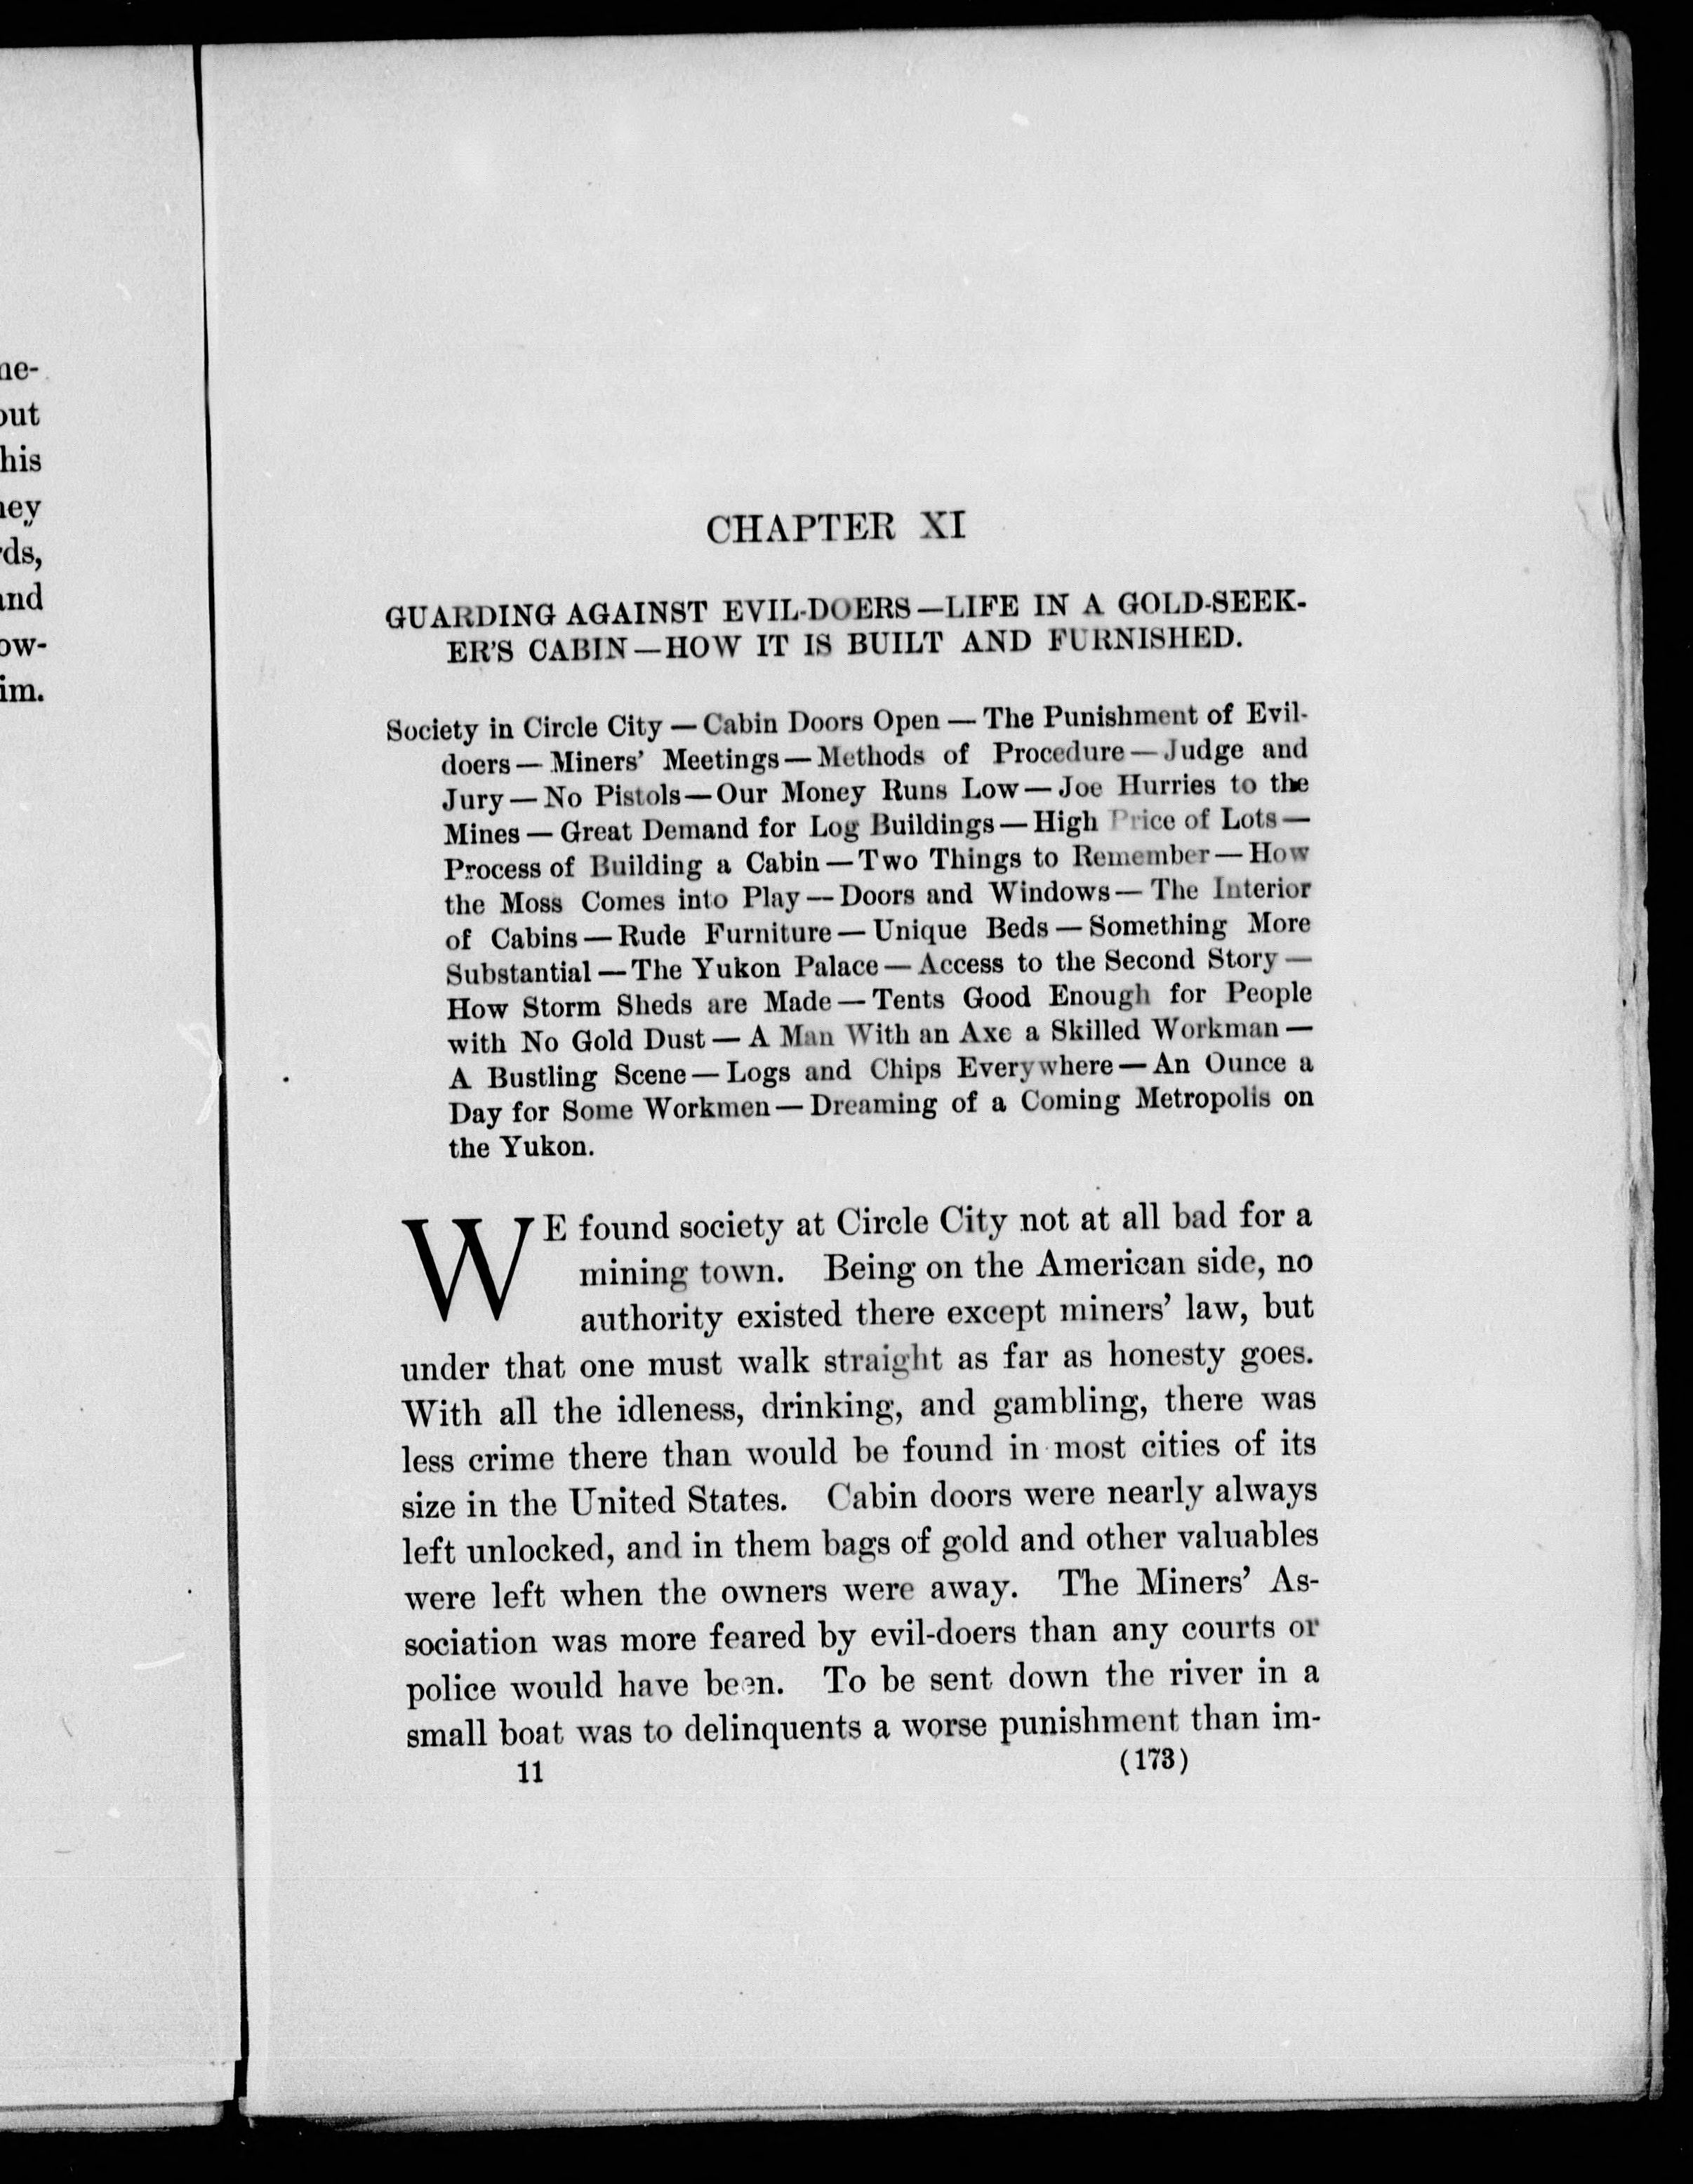 CHAPTER XI
GUARDING AGAINST EVIL-DOERS—LIFE IN A GOLD-SEEK-
ER'S CABIN—HOW IT IS BUILT AND FURNISHED.
Society in Circle City — Cabin Doors Open — The Punishment of Evil-
doers — Miners' Meetings — Methods of Procedure — Judge and
Jury — No Pistols — Our Money Runs Low — Joe Hurries to the
Mines — Great Demand for Log Buildings — High Price of Lots —
Process of Building a Cabin — Two Things to Remember — How
the Moss Comes into Play — Doors and Windows — The Interior
of Cabins — Rude Furniture — Unique Beds — Something More
Substantial — The Yukon Palace — Access to the Second Story —
How Storm Sheds are Made — Tents Good Enough for People
with No Gold Dust — A Man With an Axe a Skilled Workman —
A Bustling Scene — Logs and Chips Everywhere — An Ounce a
Day for Some Workmen — Dreaming of a Coming Metropolis on
the Yukon.
WE found society at Circle City not at all bad for a
mining town. Being on the American side, no
authority existed there except miners' law, but
under that one must walk straight as far as honesty goes.
With all the idleness, drinking, and gambling, there was
less crime there than would be found in most cities of its
size in the United States. Cabin doors were nearly always
left unlocked, and in them bags of gold and other valuables
were left when the owners were away. The Miners' As-
sociation was more feared by evil-doers than any courts or
police would have been. To be sent down the river in a
small boat was to delinquents a worse punishment than im-
11 (173)